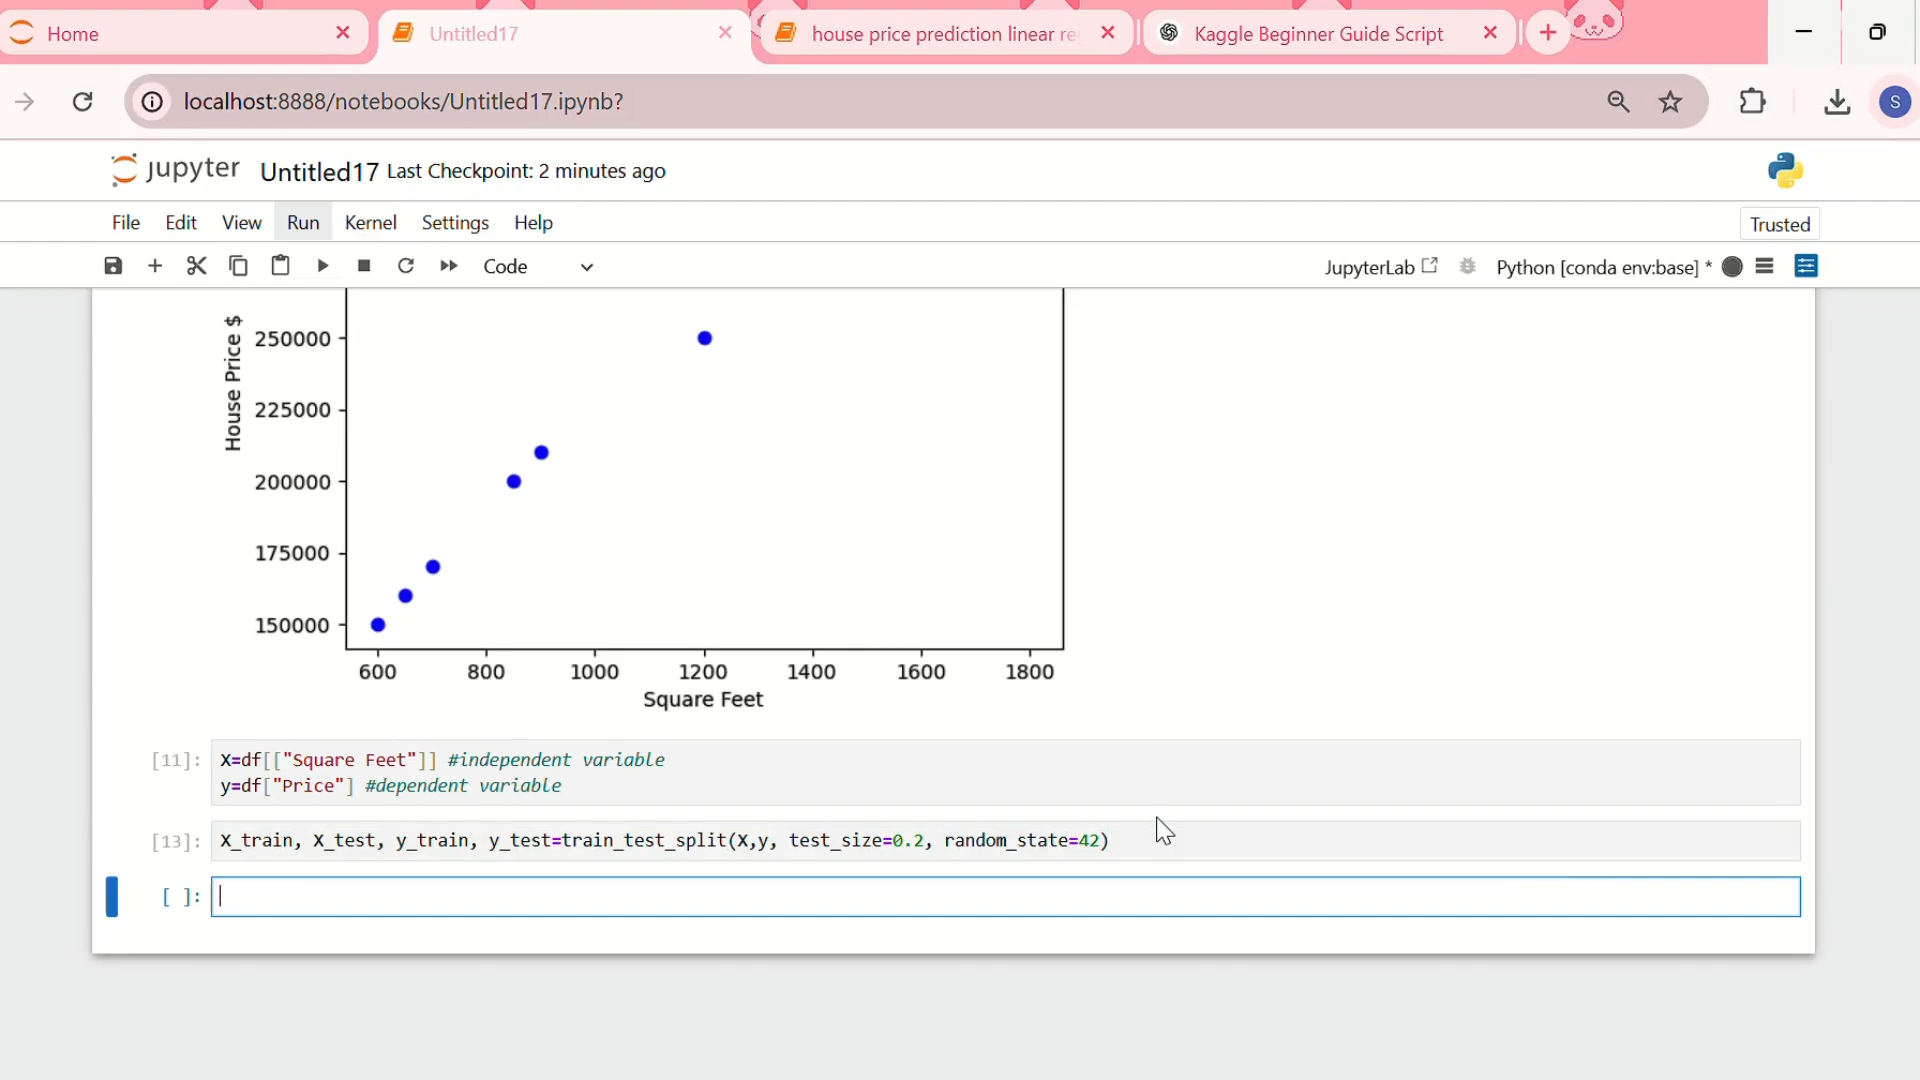 Home
Untitled17
house price prediction linear re
Kaggle Beginner Guide Script
localhost:8888/notebooks/Untitled17.ipynb?
S
jupyter Untitled17 Last Checkpoint: 2 minutes ago
File Edit View Run Kernel Settings Help
Trusted
Code
JupyterLab
Python [conda env:base] *
House Price $
250000
225000
200000
175000
150000
600 800 1000 1200 1400 1600 1800
Square Feet
[11]: X=df[["Square Feet"]] #independent variable
y=df["Price"] #dependent variable
[13]: X_train, X_test, y_train, y_test=train_test_split(X,y, test_size=0.2, random_state=42)
[ ]: